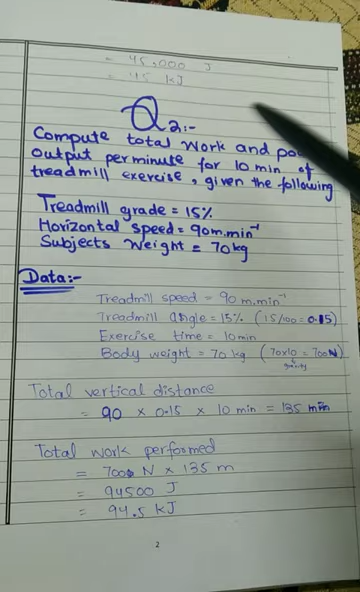 = 45,000 J
= 45 kJ
Q2:-
Compute total work and
output per minute for 10 min of
treadmill exercise, given the following
Treadmill grade = 15%
Horizontal speed = 90m.min⁻¹
Subjects Weight = 70kg
Data:-
Treadmill speed = 90 m.min⁻¹
Treadmill angle = 15% (15/100 = 0.15)
Exercise time = 10min
Body weight = 70 kg (70x10 = 700N)
gravity
Total vertical distance
= 90 x 0.15 x 10 min = 135
Total work performed
= 700 N x 135 m
= 94500 J
= 94.5 kJ
2